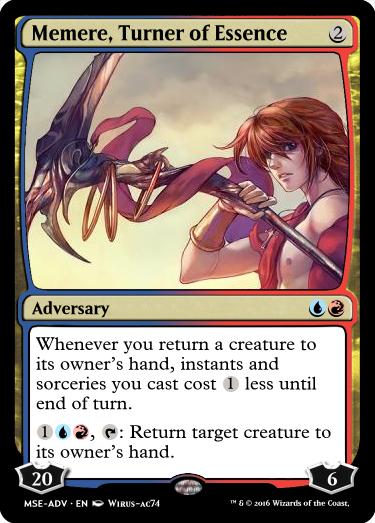 Memere, Turner of Essence 2
Adversary
Whenever you return a creature to
its owner's hand, instants and
sorceries you cast cost 1 less until
end of turn.
1, : Return target creature to
its owner's hand.
20
6
MSE-ADV • EN Wirus-ac74
™ & © 2016 Wizards of the Coast,